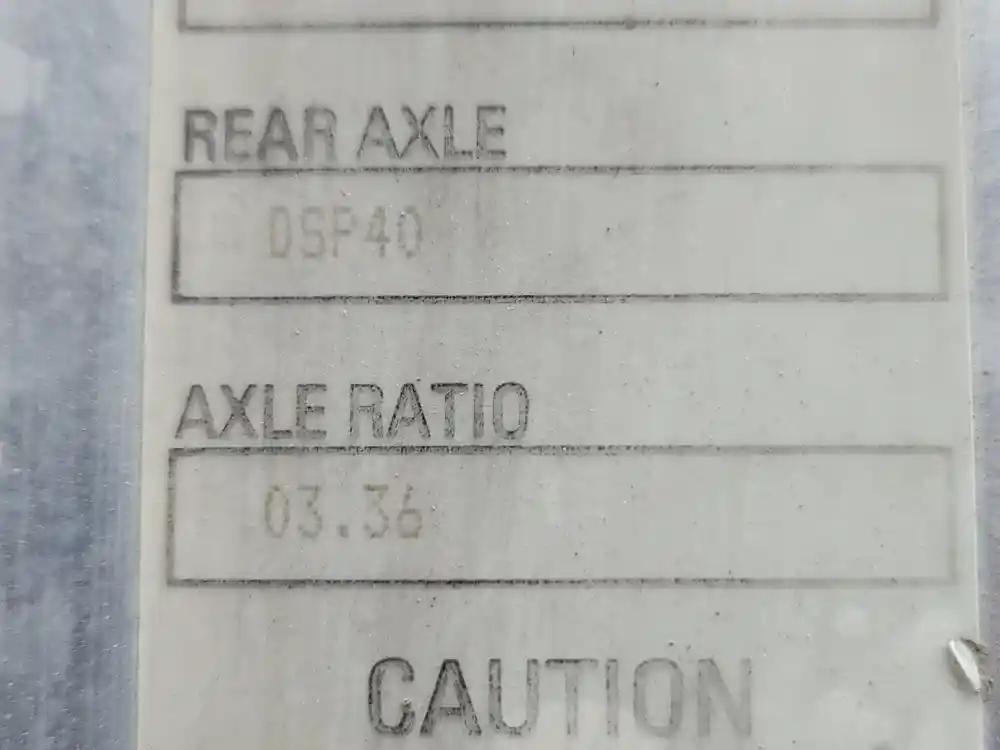 REAR AXLE
DSP40
AXLE RATIO
03.36
CAUTION